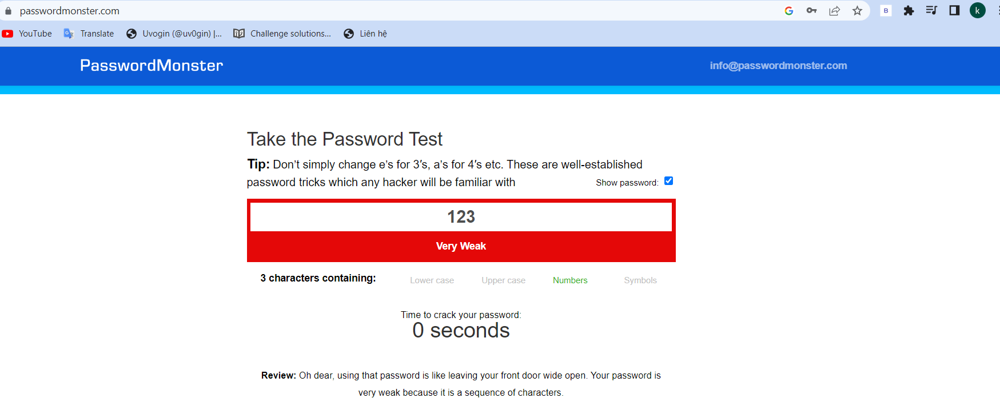 passwordmonster.com
B
k
YouTube Translate Uvogin (@uv0gin) |... Challenge solutions... Liên hệ
PasswordMonster info@passwordmonster.com
Take the Password Test
Tip: Don’t simply change e’s for 3′s, a’s for 4′s etc. These are well-established
password tricks which any hacker will be familiar with
Show password:
123
Very Weak
3 characters containing: Lower case Upper case Numbers Symbols
Time to crack your password:
0 seconds
Review: Oh dear, using that password is like leaving your front door wide open. Your password is
very weak because it is a sequence of characters.